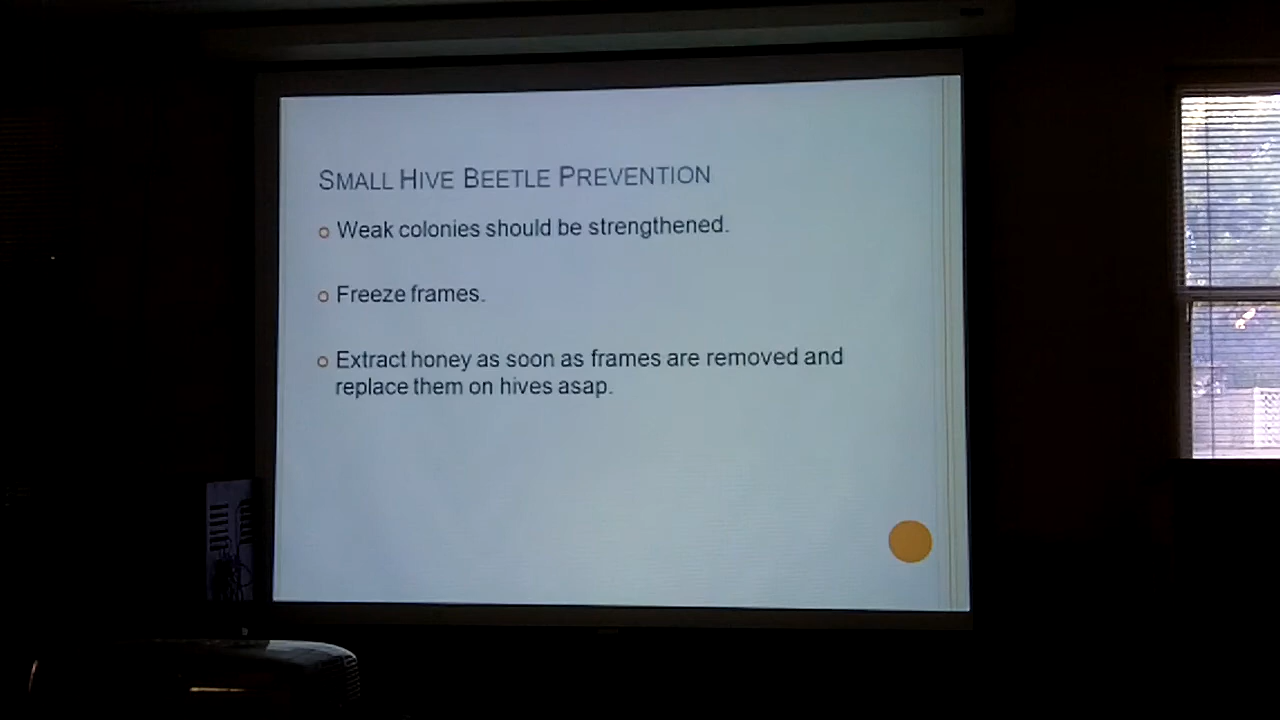 SMALL HIVE BEETLE PREVENTION
Weak colonies should be strengthened.
Freeze frames.
Extract honey as soon as frames are removed and
replace them on hives asap.